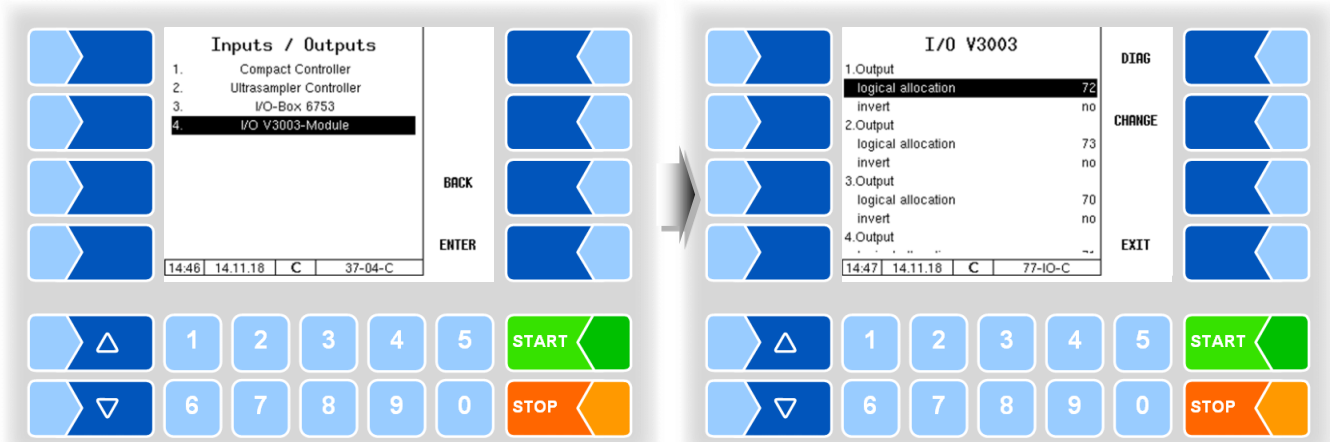 Inputs / Outputs
1. Compact Controller
2. Ultrasampler Controller
3. I/O-Box 6753
4. I/O V3003-Module
BACK
ENTER
14:46 14.11.18 C 37-04-C
1 2 3 4 5 START
6 7 8 9 0 STOP
I/O V3003
DIAG
1.Output
logical allocation 72
invert no
CHANGE
2.Output
logical allocation 73
invert no
3.Output
logical allocation 70
invert no
4.Output
EXIT
14:47 14.11.18 C 77-IO-C
1 2 3 4 5 START
6 7 8 9 0 STOP